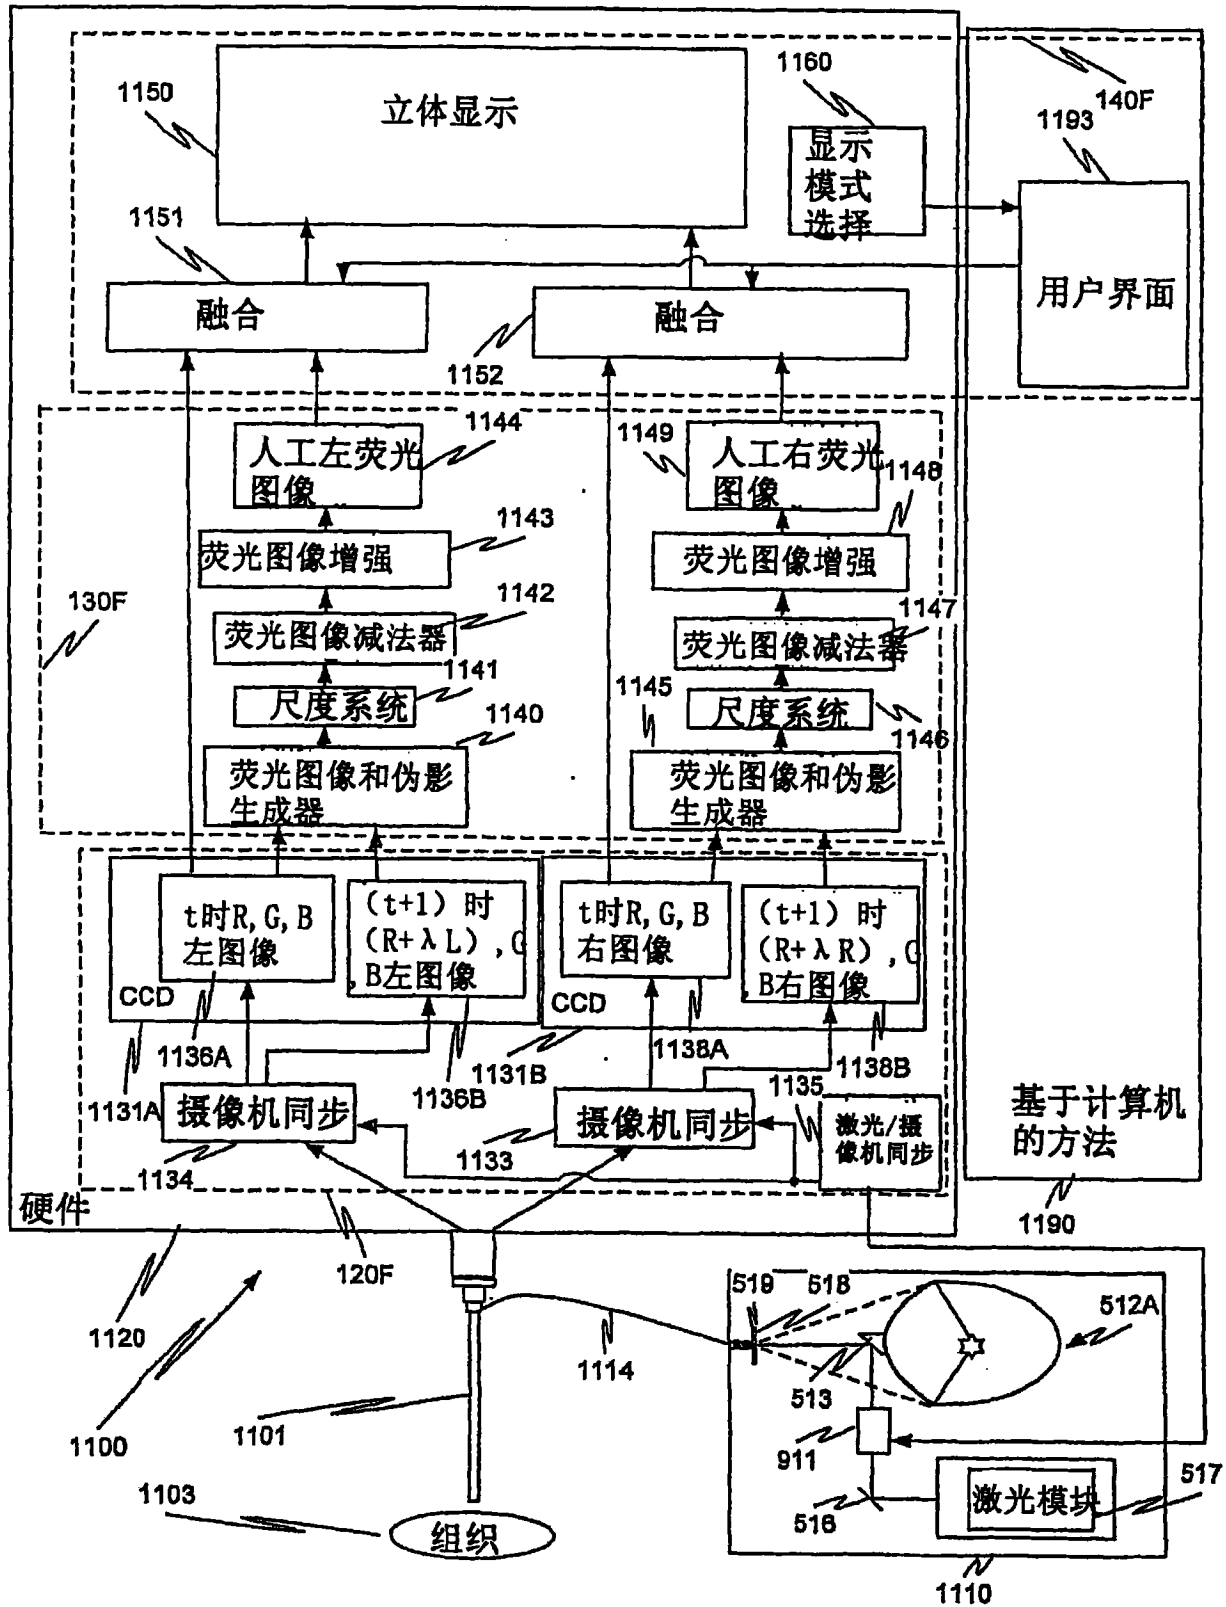 1150
立体显示
1160
140F
显示
模式
选择
1193
1151
用户界面
融合
融合
1152
1144
人工左荧光
图像
1149
人工右荧光
图像
1148
1143
荧光图像增强
荧光图像增强
130F
1142
荧光图像减法器
1147
荧光图像减法器
1141
尺度系统
1145
尺度系统
1146
1140
荧光图像和伪影
生成器
荧光图像和伪影
生成器
t时R,G,B
左图像
(t+1)时
(R+λL),G
,B左图像
CCD
t时R,G,B
右图像
(t+1)时
(R+λR),G
,B右图像
CCD
1136A
1131A
1136B
1131B
1138A
1138B
1135
摄像机同步
1134
摄像机同步
1133
激光/摄
像机同步
基于计算机
的方法
1190
硬件
120F
1120
1100
1101
1114
519
518
512A
513
911
516
激光模块
517
1103
组织
1110